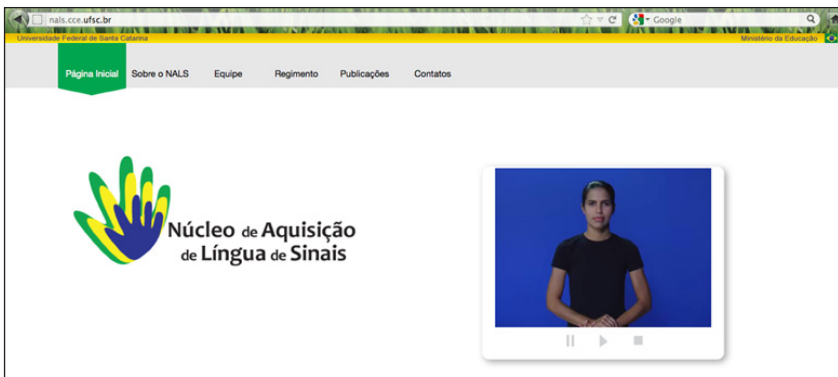 nals.cce.ufsc.br
Google
Universidade Federal de Santa Catarina
Ministério da Educação
Página Inicial Sobre o NALS Equipe Regimento Publicações Contatos
Núcleo de Aquisição
de Língua de Sinais